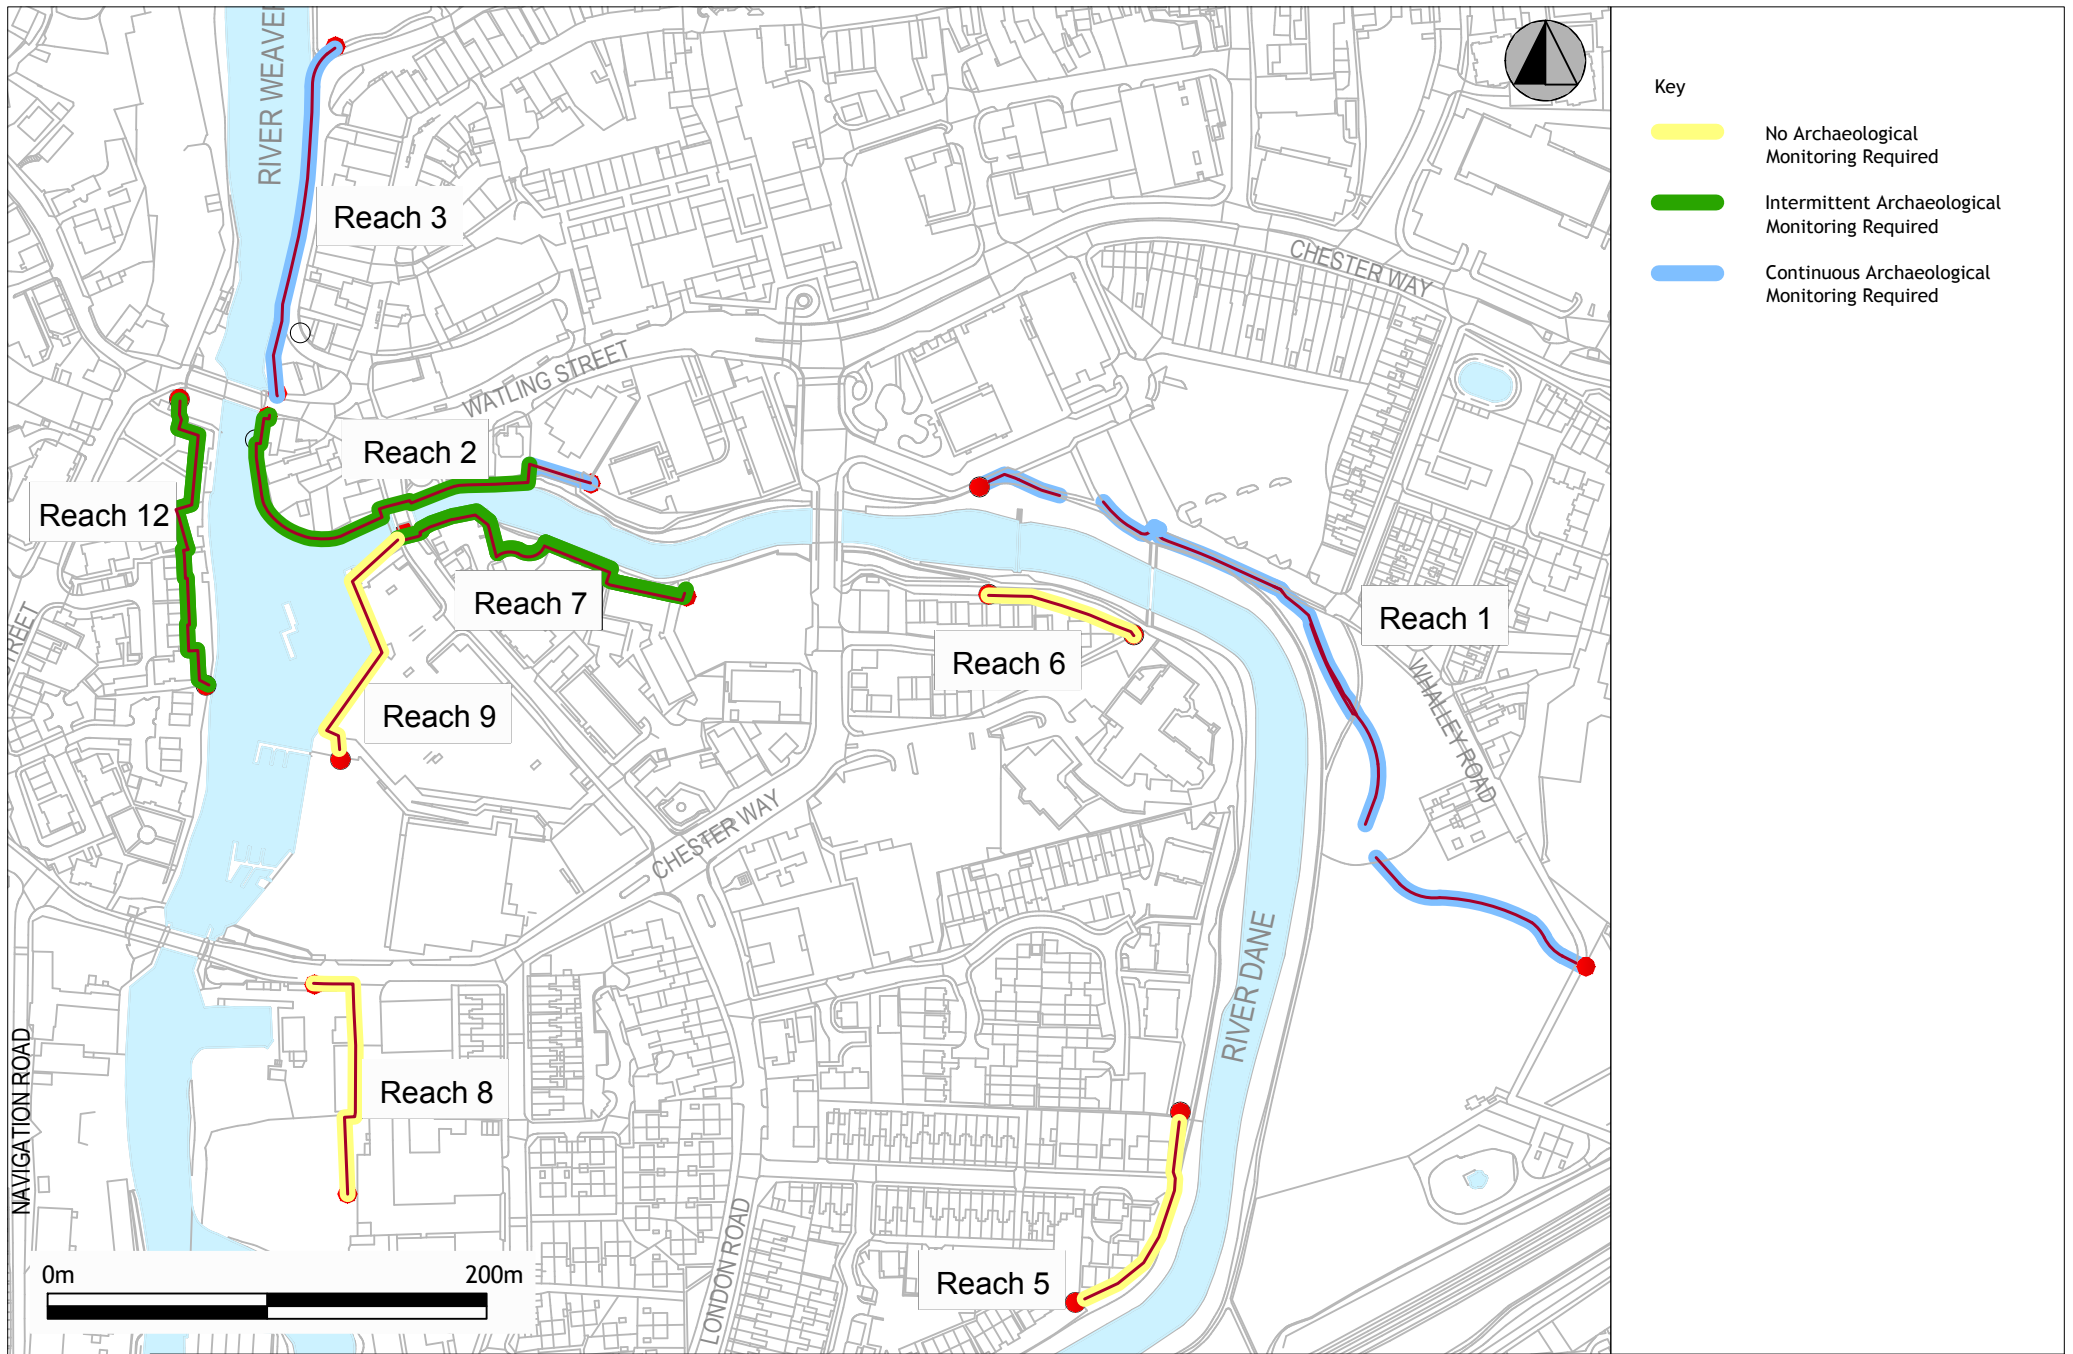 RIVER WEAVER
Reach 3
CHESTER WAY
WATLING STREET
Reach 2
Reach 12
Reach 7
Reach 1
Reach 6
WHALLEY ROAD
Reach 9
CHESTER WAY
RIVER DANE
NAVIGATION ROAD
Reach 8
LONDON ROAD
Reach 5
0m 200m
Key
No Archaeological
Monitoring Required
Intermittent Archaeological
Monitoring Required
Continuous Archaeological
Monitoring Required